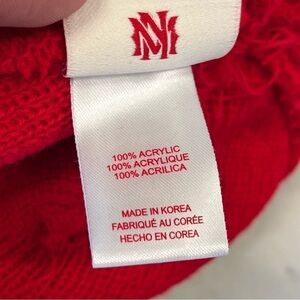 100% ACRYLIC
100% ACRYLIQUE
100% ACRILICA
MADE IN KOREA
FABRIQUÉ AU CORÉE
HECHO EN COREA